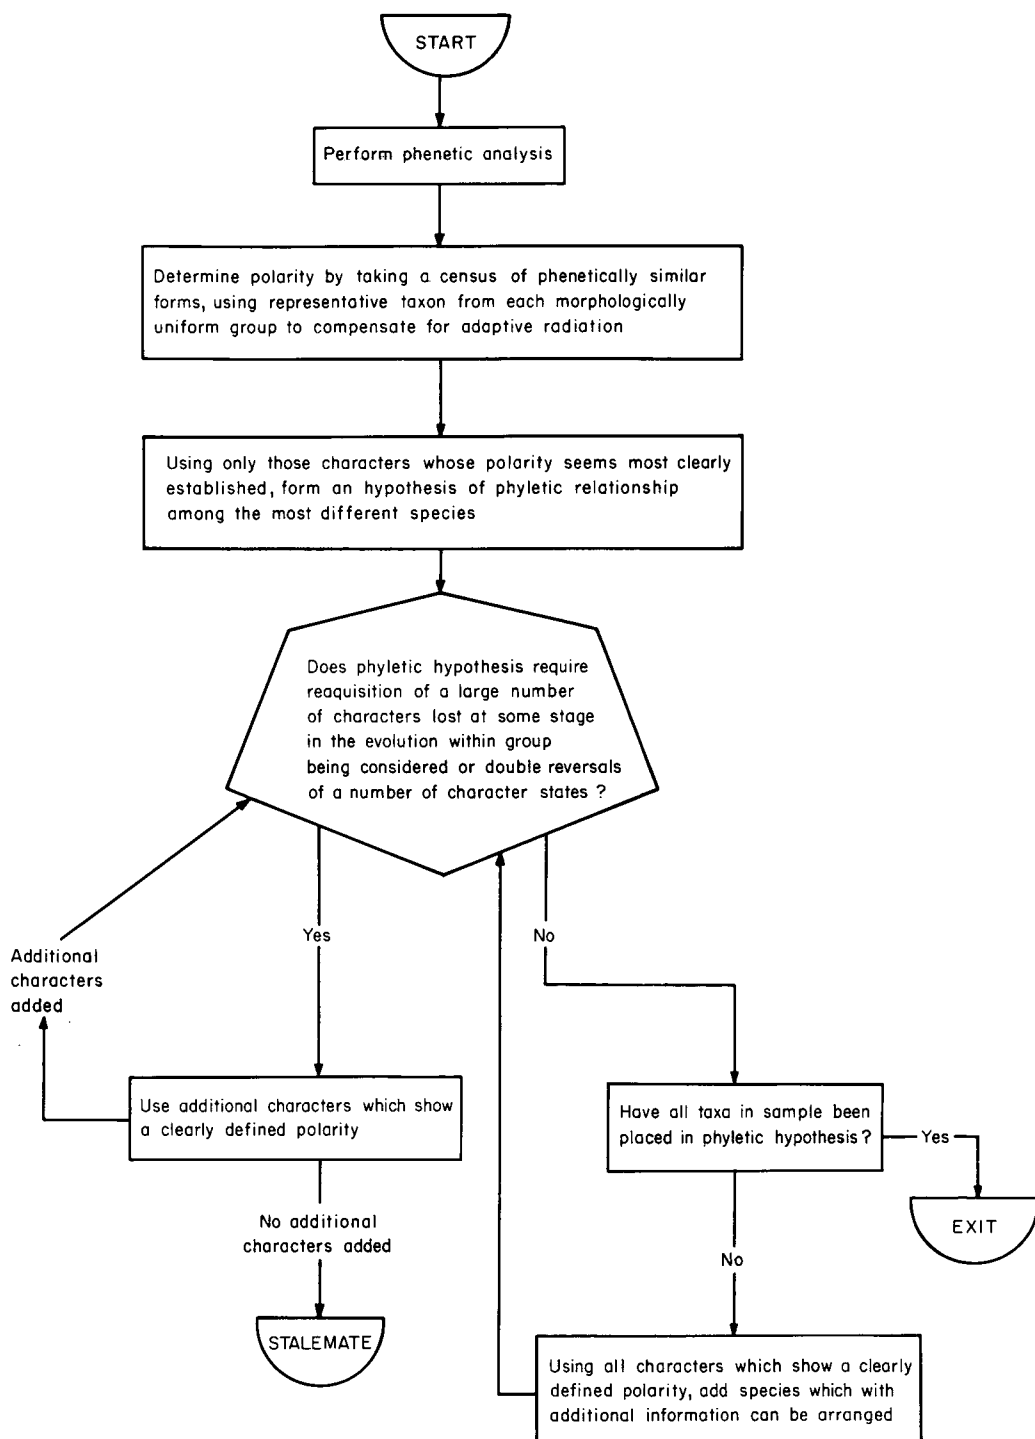 START
Perform phenetic analysis
Determine polarity by taking a census of phenetically similar
forms, using representative taxon from each morphologically
uniform group to compensate for adaptive radiation
Using only those characters whose polarity seems most clearly
established, form an hypothesis of phyletic relationship
among the most different species
Does phyletic hypothesis require
reaquisition of a large number
of characters lost at some stage
in the evolution within group
being considered or double reversals
of a number of character states ?
Yes
No
Additional
characters
added
Use additional characters which show
a clearly defined polarity
Have all taxa in sample been
placed in phyletic hypothesis ?
Yes
EXIT
No additional
characters added
No
STALEMATE
Using all characters which show a clearly
defined polarity, add species which with
additional information can be arranged